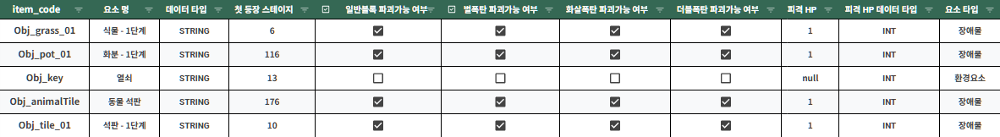 item_code 요소 명 데이터 타입 첫 등장 스테이지 일반블록 파괴가능 여부 별폭탄 파괴가능 여부 화살폭탄 파괴가능 여부 더블폭탄 파괴가능 여부 피격 HP 피격 HP 데이터 타입 요소 타입
Obj_grass_01 식물 - 1단계 STRING 6 1 INT 장애물
Obj_pot_01 화분 - 1단계 STRING 116 1 INT 장애물
Obj_key 열쇠 STRING 13 null INT 환경요소
Obj_animalTile 동물 석판 STRING 176 1 INT 장애물
Obj_tile_01 석판 - 1단계 STRING 10 1 INT 장애물